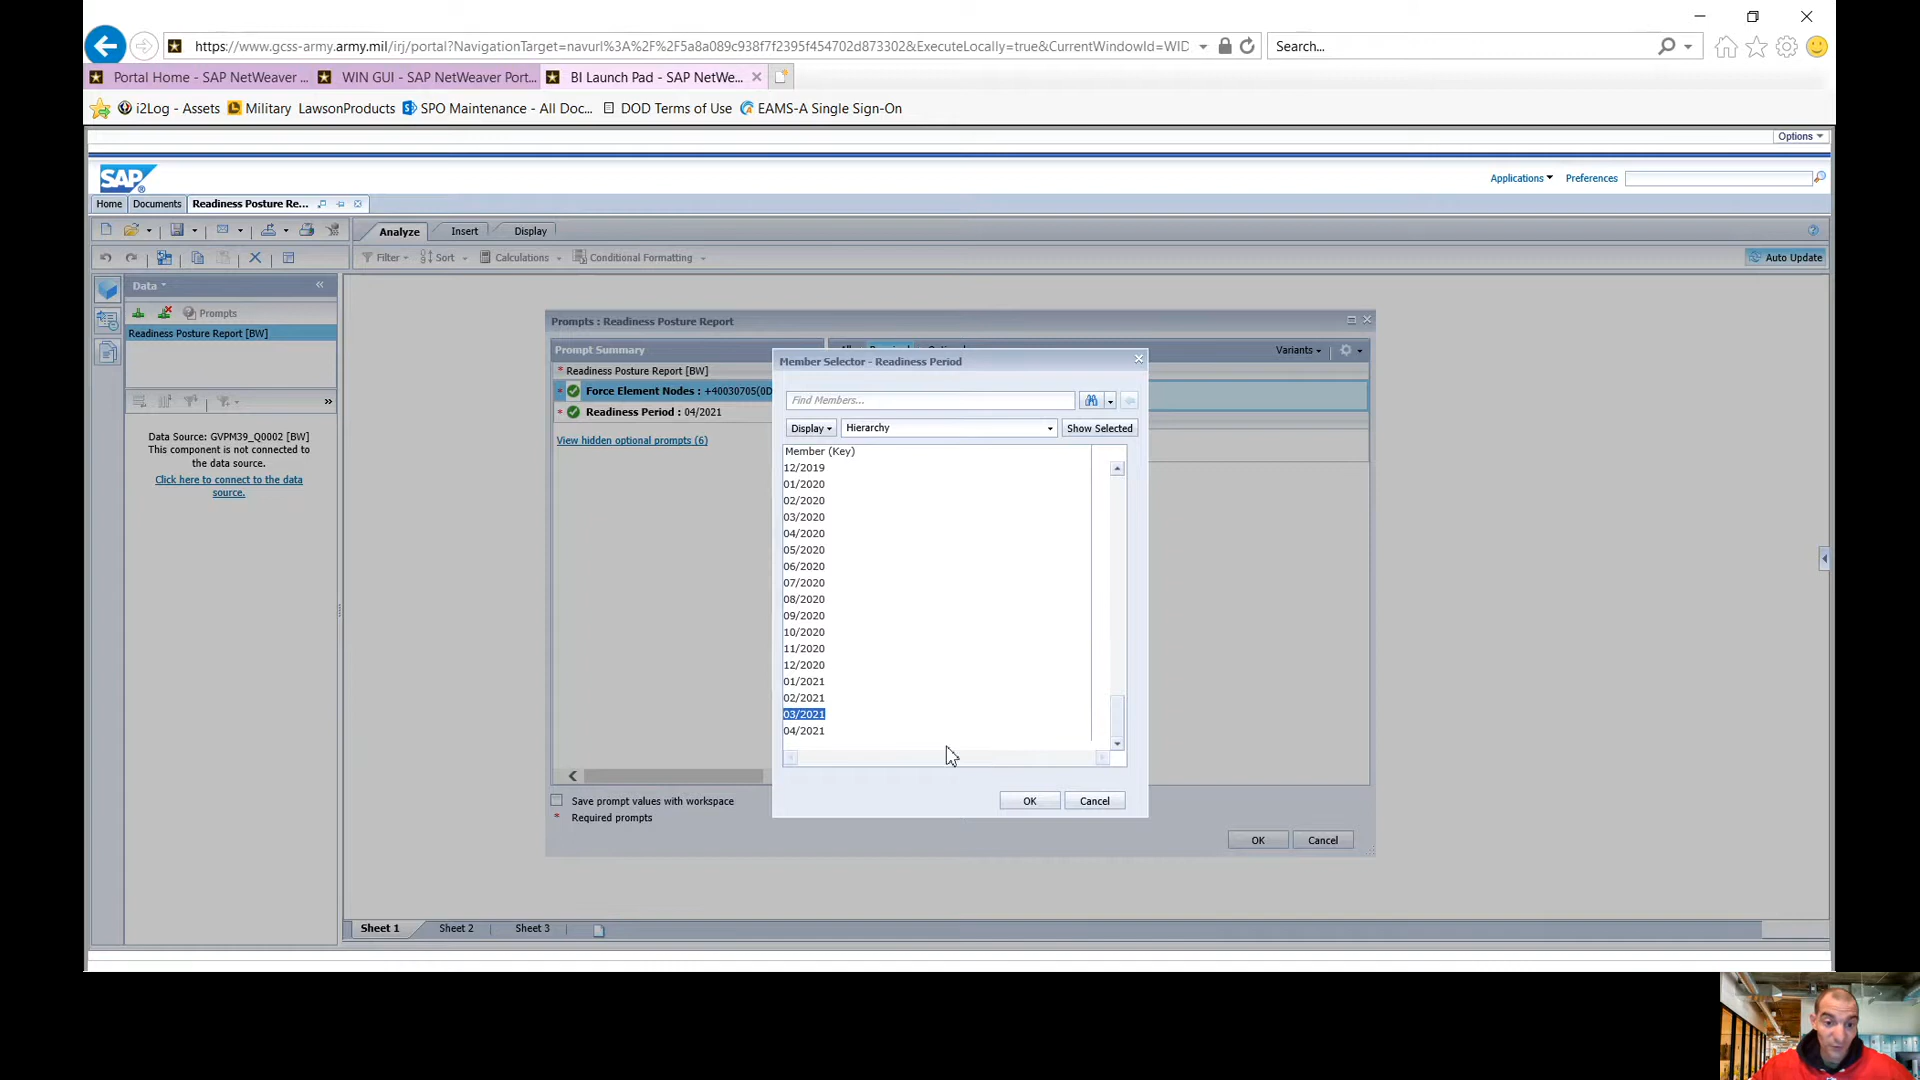 https://www.gcss-army.army.mil/irj/portal?NavigationTarget=navurl%3A%2F%2F5a8a089c938f7f2395f454702d873302&ExecuteLocally=true&CurrentWindowId=WID
Search...
Portal Home - SAP NetWeaver ...
WIN GUI - SAP NetWeaver Port...
BI Launch Pad - SAP NetWe...
i2Log - Assets
Military
LawsonProducts
SPO Maintenance - All Doc...
DOD Terms of Use
EAMS-A Single Sign-On
Options
SAP
Applications
Preferences
Home
Documents
Readiness Posture Re...
Analyze
Insert
Display
Filter
Sort
Calculations
Conditional Formatting
Auto Update
Data
Prompts
Readiness Posture Report [BW]
Data Source: GVPM39_Q0002 [BW]
This component is not connected to
the data source.
Click here to connect to the data
source.
Prompts : Readiness Posture Report
Prompt Summary
Variants
* Readiness Posture Report [BW]
* Force Element Nodes : +40030705(0D
* Readiness Period : 04/2021
View hidden optional prompts (6)
Save prompt values with workspace
* Required prompts
OK
Cancel
Member Selector - Readiness Period
Find Members...
Display
Hierarchy
Show Selected
Member (Key)
12/2019
01/2020
02/2020
03/2020
04/2020
05/2020
06/2020
07/2020
08/2020
09/2020
10/2020
11/2020
12/2020
01/2021
02/2021
03/2021
04/2021
OK
Cancel
Sheet 1
Sheet 2
Sheet 3